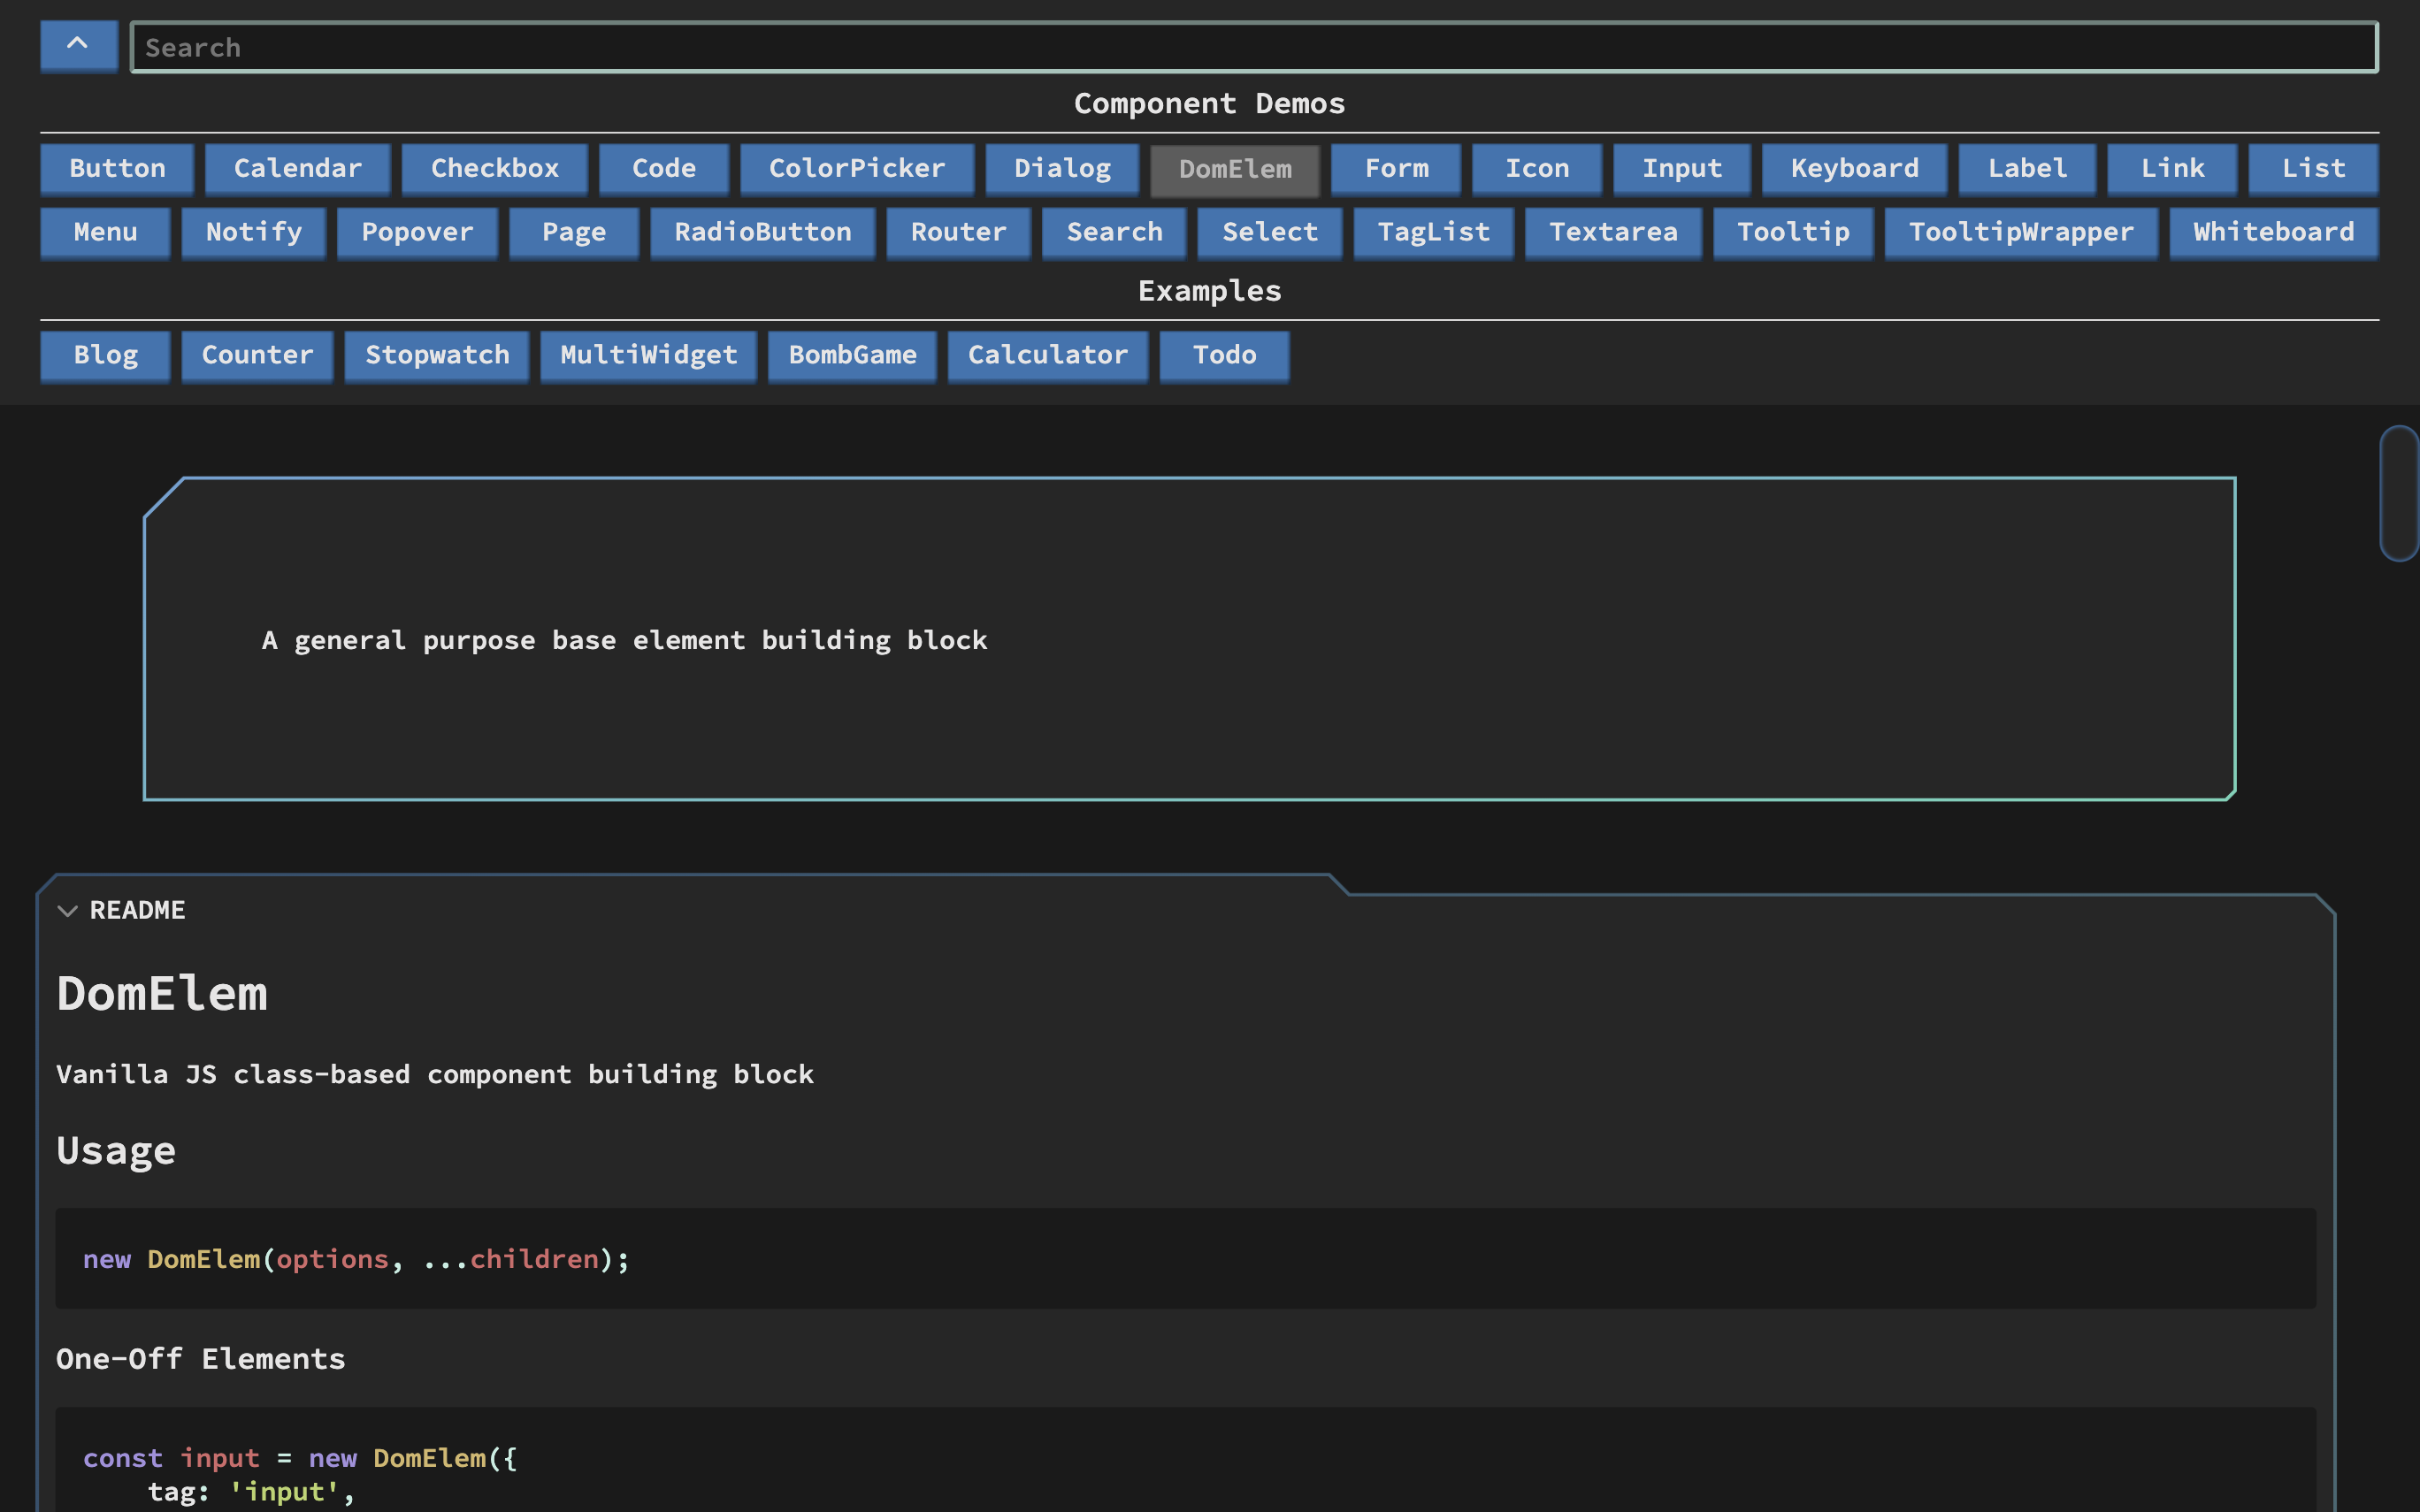 Search
Component Demos
Button Calendar Checkbox Code ColorPicker Dialog DomElem Form Icon Input Keyboard Label Link List
Menu Notify Popover Page RadioButton Router Search Select TagList Textarea Tooltip TooltipWrapper Whiteboard
Examples
Blog Counter Stopwatch MultiWidget BombGame Calculator Todo
A general purpose base element building block
README
DomElem
Vanilla JS class-based component building block
Usage
new DomElem(options, ...children);
One-Off Elements
const input = new DomElem({
    tag: 'input',